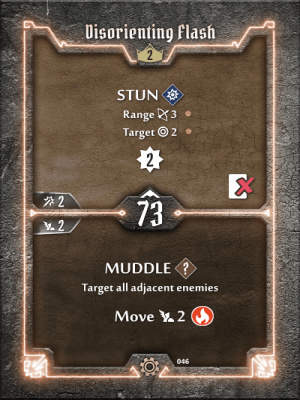 Disorienting Flash
2
STUN
Range 3
Target 2
2
2
73
2
MUDDLE ?
Target all adjacent enemies
Move 2
046